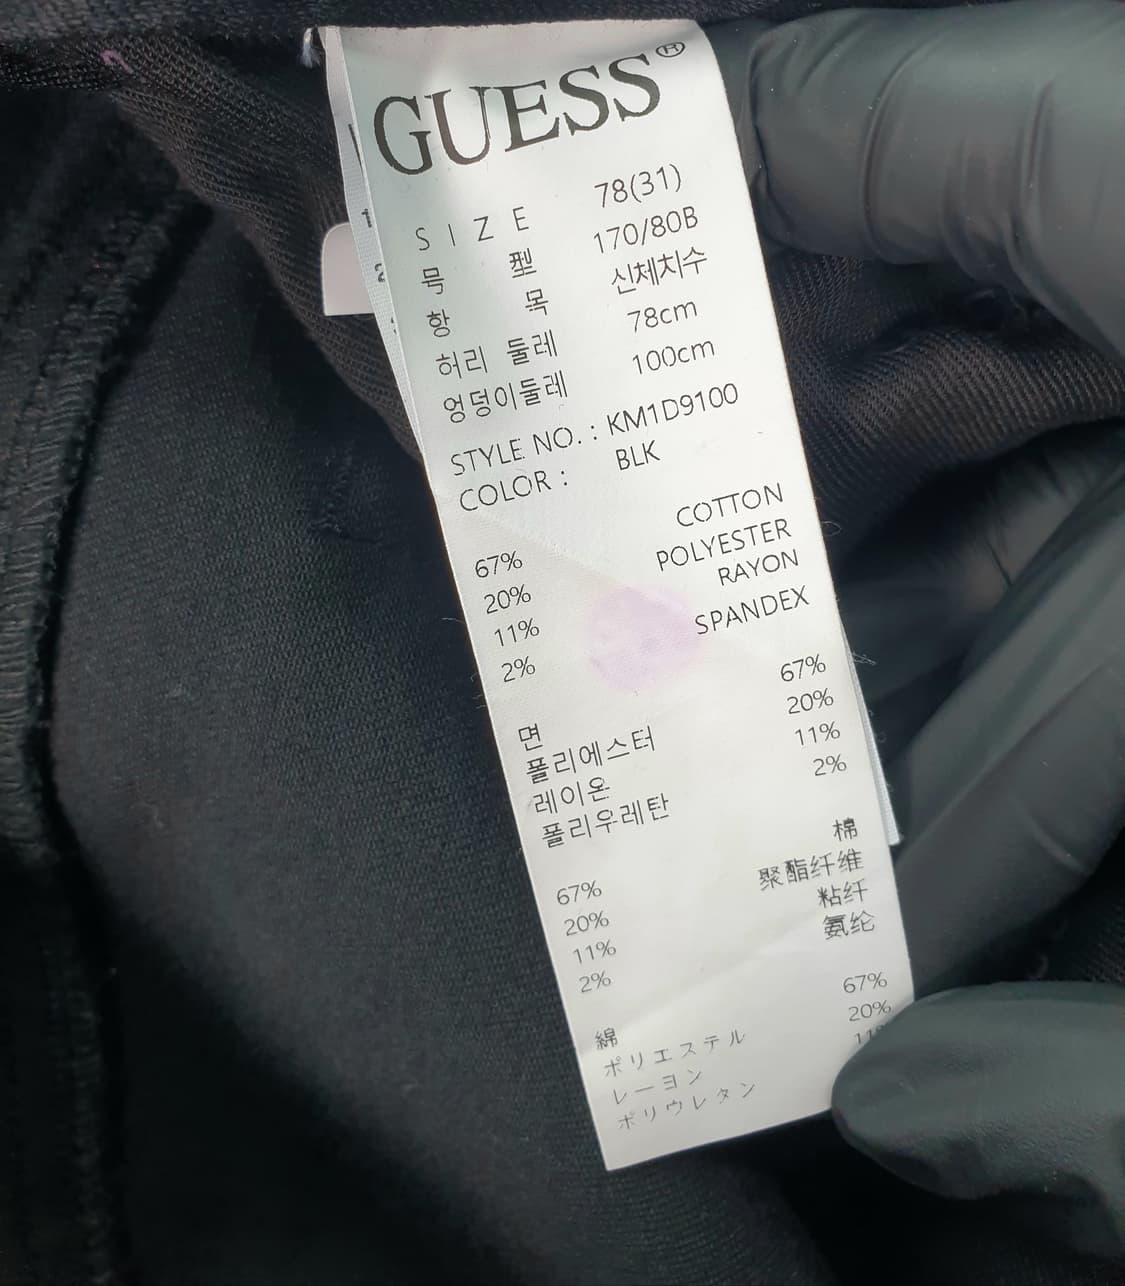 GUESS®
SIZE 78(31)
号 型 170/80B
항 목 신체치수
허리 둘레 78cm
엉덩이둘레 100cm
STYLE NO. : KM1D9100
COLOR : BLK
67% COTTON
20% POLYESTER
11% RAYON
2% SPANDEX
면 67%
폴리에스터 20%
레이온 11%
폴리우레탄 2%
67% 棉
20% 聚酯纤维
11% 粘纤
2% 氨纶
綿 67%
ポリエステル 20%
レーヨン
ポリウレタン